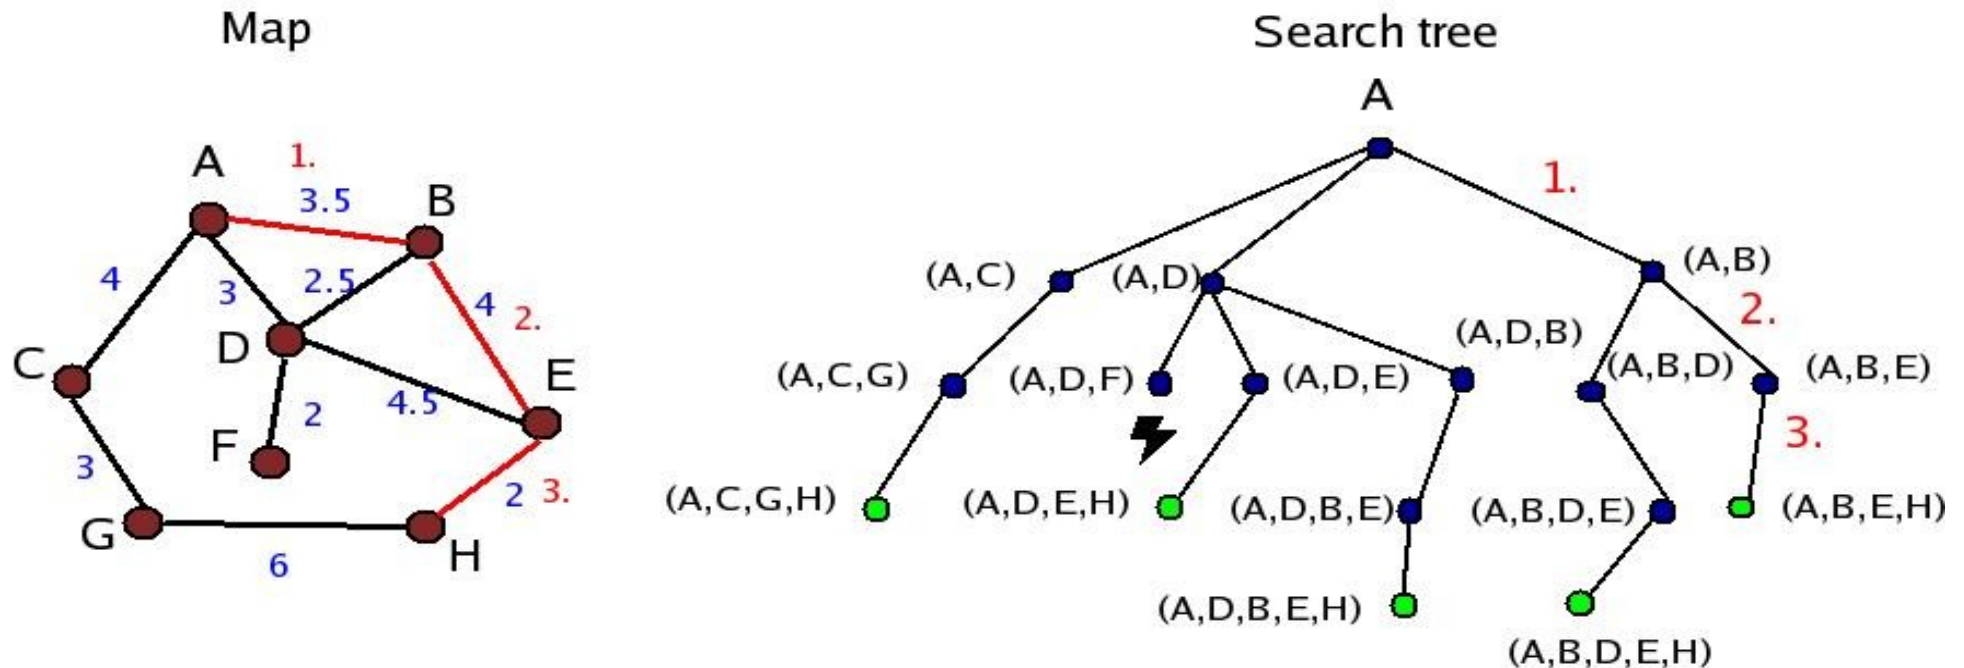 Map
A
1.
3.5
B
4
3
2.5
4
2.
C
D
E
4.5
F
2
3
2
3.
G
H
6
Search tree
A
1.
(A,C)
(A,D)
(A,B)
2.
(A,D,B)
(A,C,G)
(A,D,F)
(A,D,E)
(A,B,D)
(A,B,E)
3.
(A,C,G,H)
(A,D,E,H)
(A,D,B,E)
(A,B,D,E)
(A,B,E,H)
(A,D,B,E,H)
(A,B,D,E,H)